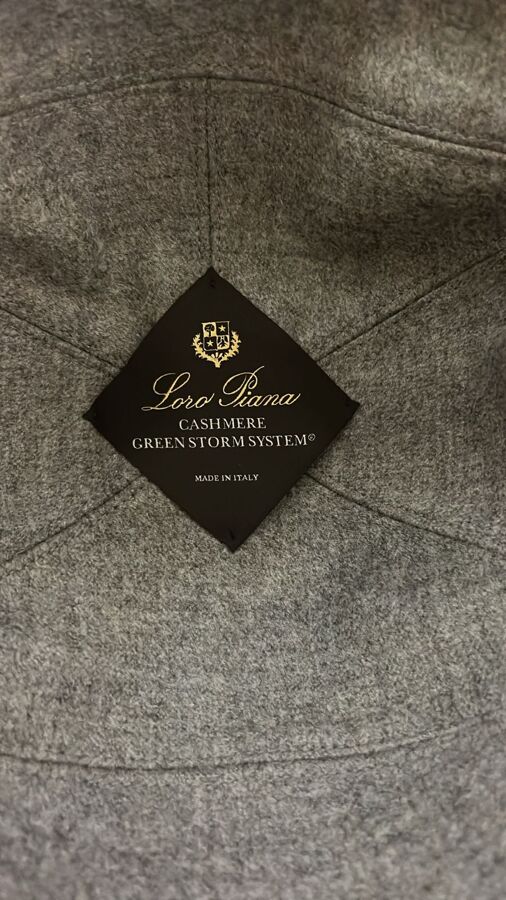 Loro Piana
CASHMERE
GREEN STORM SYSTEM®
MADE IN ITALY